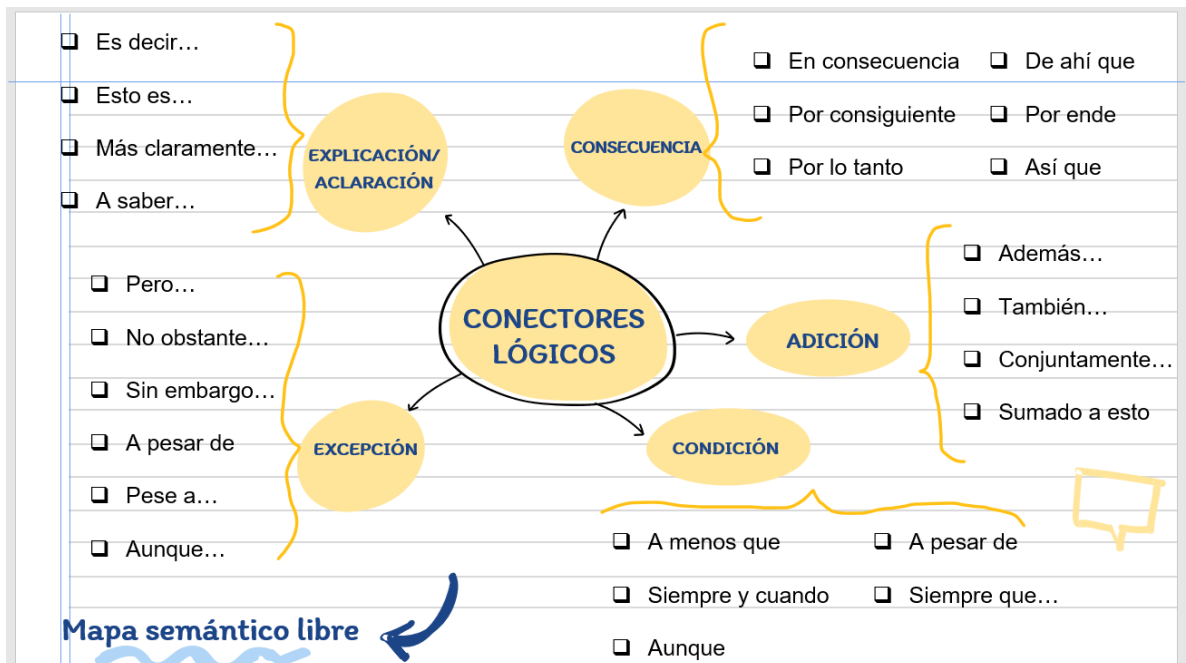 Es decir…
Esto es…
Más claramente…
A saber…
EXPLICACIÓN/
ACLARACIÓN
CONSECUENCIA
En consecuencia
De ahí que
Por consiguiente
Por ende
Por lo tanto
Así que
CONECTORES
LÓGICOS
ADICIÓN
Además…
También…
Conjuntamente…
Sumado a esto
Pero…
No obstante…
Sin embargo…
A pesar de
Pese a…
Aunque…
EXCEPCIÓN
CONDICIÓN
A menos que
A pesar de
Siempre y cuando
Siempre que…
Aunque
Mapa semántico libre